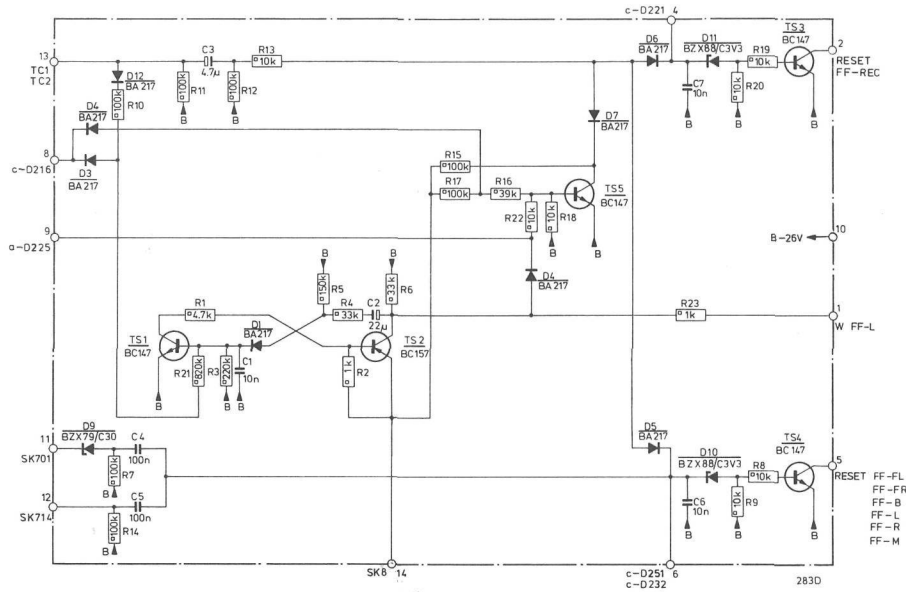 c-D221 4
13
TC1
TC2
C3
4.7µ
R13
10k
D12
BA217
100k
R10
100k
R11
100k
R12
B
B
D6
BA217
D11
BZX88/C3V3
R19
10k
TS3
BC147
2
RESET
FF-REC
C7
10n
10k
R20
B
B
B
D4
BA217
8
c-D216
D3
BA217
D7
BA217
R15
100k
R17
100k
R16
39k
TS5
BC147
R22
10k
10k
R18
B
B
9
a-D225
B-26V
10
D4
BA217
B
150k
R5
B
33k
R6
R1
4.7k
R4
33k
C2
22µ
D1
BA217
R23
1k
1
W FF-L
TS1
BC147
TS2
BC157
R21
820k
R3
220k
C1
10n
1k
R2
B
B
B
D9
BZX79/C30
11
SK701
C4
100n
100k
R7
B
12
SK714
C5
100n
100k
R14
B
D5
BA217
D10
BZX88/C3V3
R8
10k
TS4
BC147
5
RESET FF-FL
FF-FR
FF-B
FF-L
FF-R
FF-M
C6
10n
10k
R9
B
B
B
SK8 14
c-D251 6
c-D232
283D